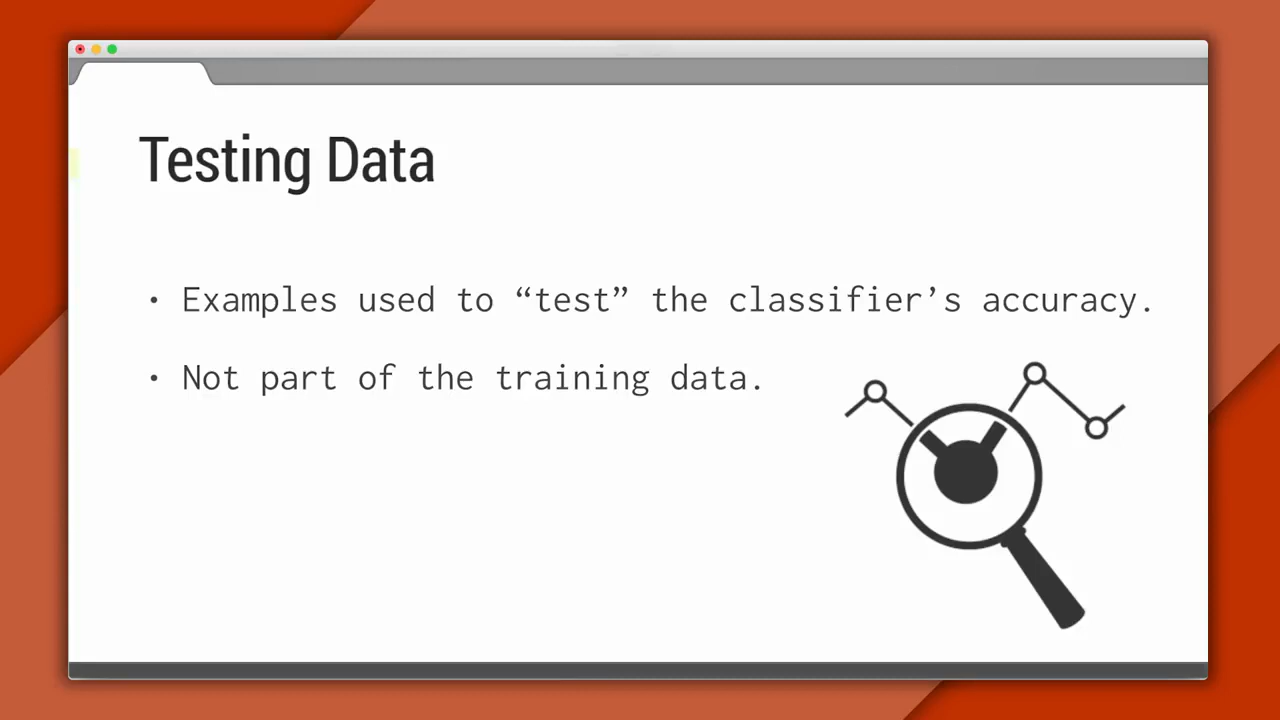 Testing Data
• Examples used to “test” the classifier’s accuracy.
• Not part of the training data.